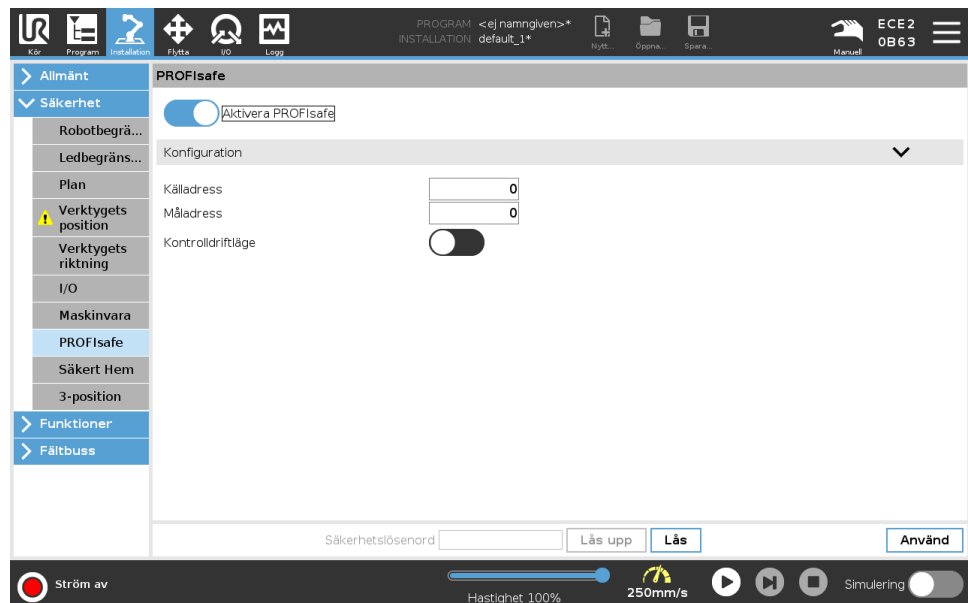 UR
Kör
Program
Installation
Flytta
I/O
Logg
PROGRAM <ej namngiven>*
INSTALLATION default_1*
Nytt...
Öppna...
Spara...
Manuell
ECE2
0B63
Allmänt
Säkerhet
Robotbegrä...
Ledbegräns...
Plan
Verktygets
position
Verktygets
riktning
I/O
Maskinvara
PROFIsafe
Säkert Hem
3-position
Funktioner
Fältbuss
PROFIsafe
Aktivera PROFIsafe
Konfiguration
Källadress 0
Måladress 0
Kontrolldriftläge
Säkerhetslösenord
Lås upp
Lås
Använd
Ström av
Hastighet 100%
250mm/s
Simulering